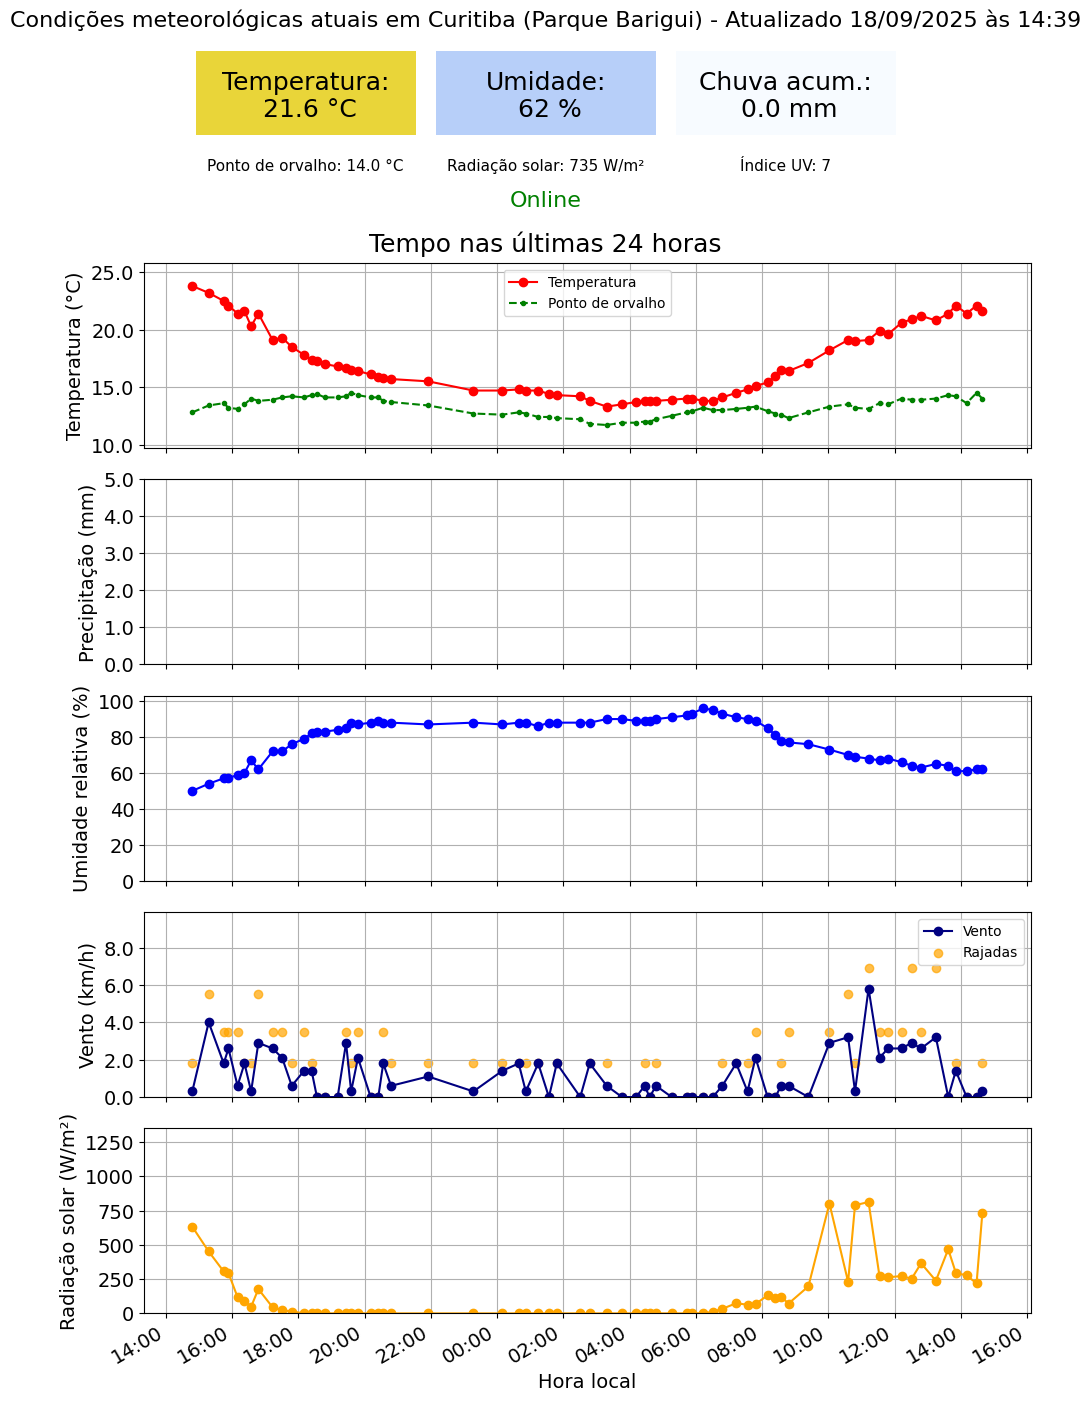 Condições meteorológicas atuais em Curitiba (Parque Barigui) - Atualizado 18/09/2025 às 14:39
Temperatura:
21.6 °C
Umidade:
62 %
Chuva acum.:
0.0 mm
Ponto de orvalho: 14.0 °C
Radiação solar: 735 W/m²
Índice UV: 7
Online
Tempo nas últimas 24 horas
Temperatura (°C)
25.0
20.0
15.0
10.0
Temperatura
Ponto de orvalho
Precipitação (mm)
5.0
4.0
3.0
2.0
1.0
0.0
Umidade relativa (%)
100
80
60
40
20
0
Vento (km/h)
8.0
6.0
4.0
2.0
0.0
Vento
Rajadas
Radiação solar (W/m²)
1250
1000
750
500
250
0
14:00
16:00
18:00
20:00
22:00
00:00
02:00
04:00
06:00
08:00
10:00
12:00
14:00
16:00
Hora local